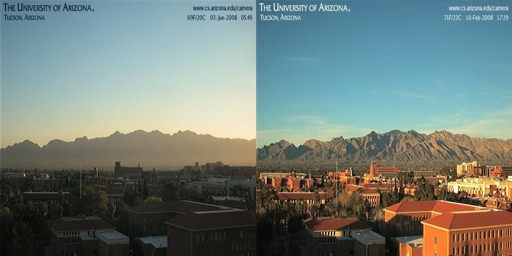 THE UNIVERSITY OF ARIZONA.
TUCSON, ARIZONA
www.cs.arizona.edu/camera
69F/20C 03-Jun-2008 05:49
THE UNIVERSITY OF ARIZONA.
TUCSON, ARIZONA
www.cs.arizona.edu/camera
71F/22C 10-Feb-2008 17:29